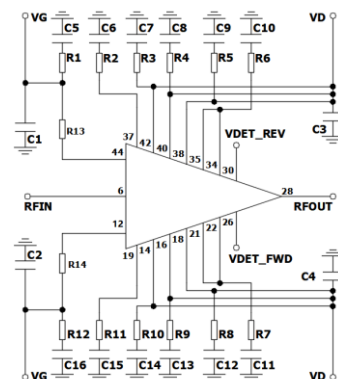 VG C5 C6 C7 C8 C9 C10 VD
R1 R2 R3 R4 R5 R6
R13 C3
C1 37 42 40 38 35 34 30 VDET_REV
44
RFIN 6 28 RFOUT
12
C2 19 14 16 18 21 22 26 VDET_FWD
R14 C4
R12 R11 R10 R9 R8 R7
VG C16 C15 C14 C13 C12 C11 VD